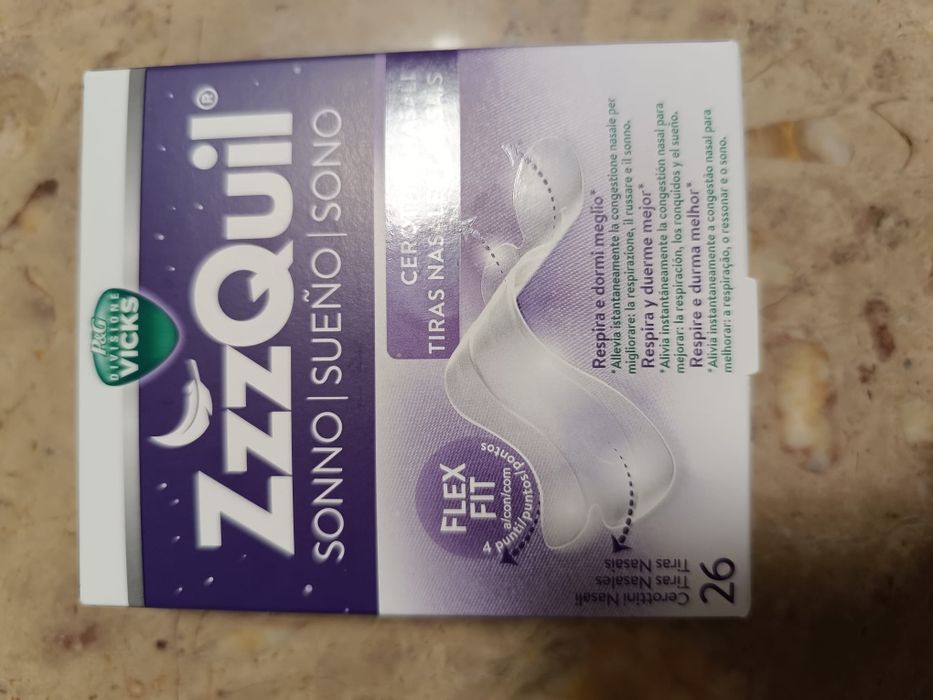 P&G
DIVISIONE
VICKS
ZzzQuil®
SONNO | SUEÑO | SONO
TIRAS NAS
FLEX
FIT
a/con/com
4 punti/puntos/pontos
Respira e dormi meglio*
*Allevia istantaneamente la congestione nasale per
migliorare: la respirazione, il russare e il sonno.
Respira y duerme mejor*
*Alivia instantáneamente la congestión nasal para
mejorar: la respiración, los ronquidos y el sueño.
Respire e durma melhor*
*Alivia instantaneamente a congestão nasal para
melhorar: a respiração, o ressonar e o sono.
26
Cerottini Nasali
Tiras Nasales
Tiras Nasais